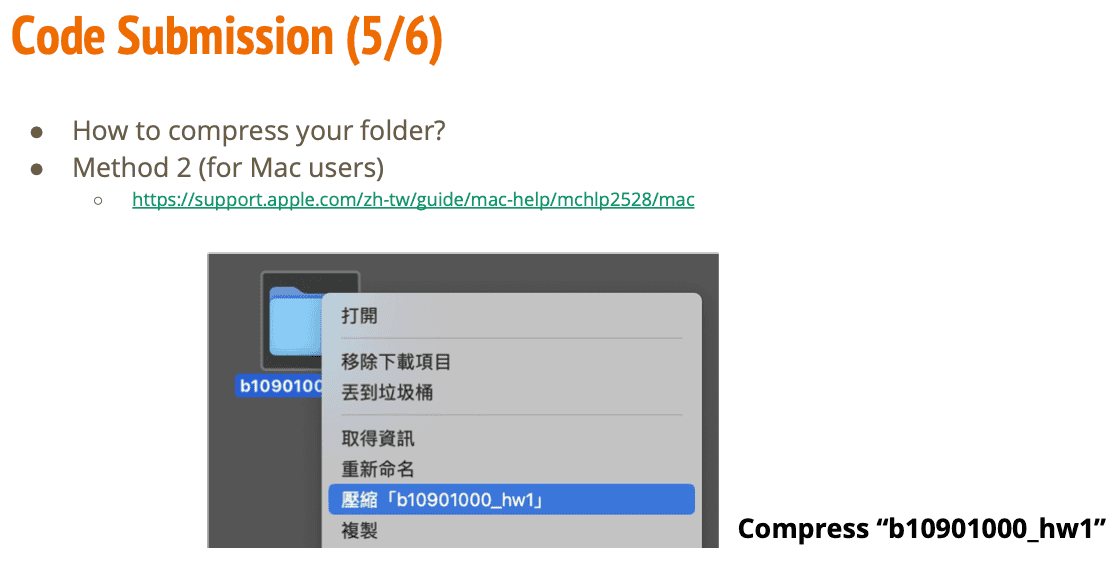 Code Submission (5/6)
● How to compress your folder?
● Method 2 (for Mac users)
○ https://support.apple.com/zh-tw/guide/mac-help/mchlp2528/mac
打開
移除下載項目
b109010
丟到垃圾桶
取得資訊
重新命名
壓縮「b10901000_hw1」
複製
Compress “b10901000_hw1”